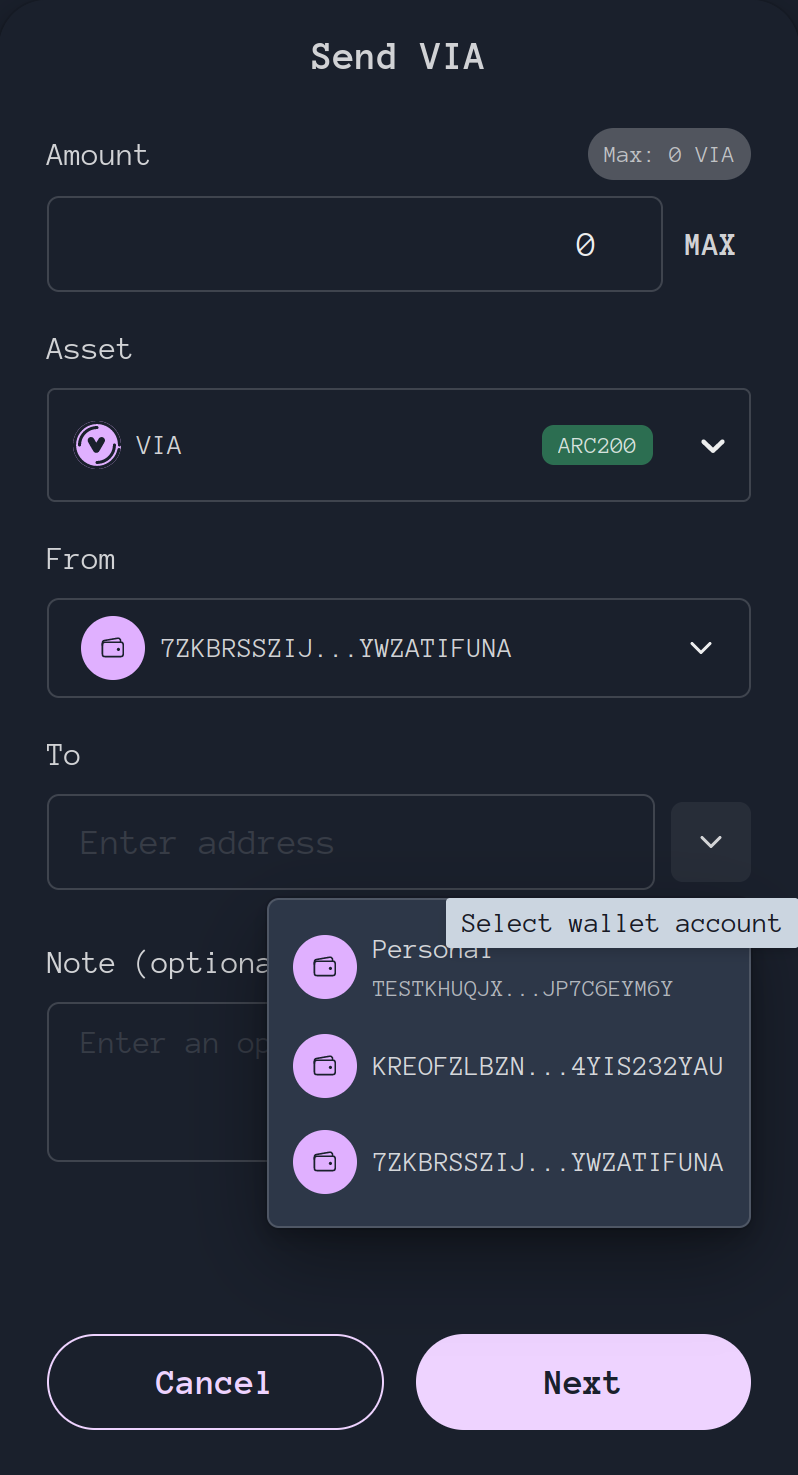 Send VIA
Amount
Max: 0 VIA
0
MAX
Asset
VIA
ARC200
From
7ZKBRSSZIJ...YWZATIFUNA
To
Enter address
Select wallet account
Personal
TESTKHUQJX...JP7C6EYM6Y
Note (optiona
KREOFZLBZN...4YIS232YAU
Enter an op
7ZKBRSSZIJ...YWZATIFUNA
Cancel
Next